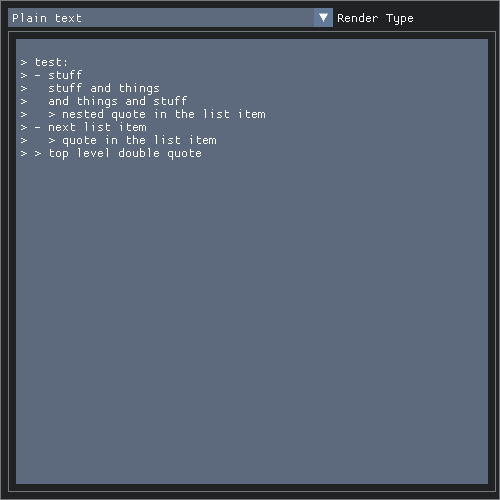 Plain text
Render Type
> test:
> - stuff
>   stuff and things
    and things and stuff
>   > nested quote in the list item
> - next list item
>   > quote in the list item
> > top level double quote